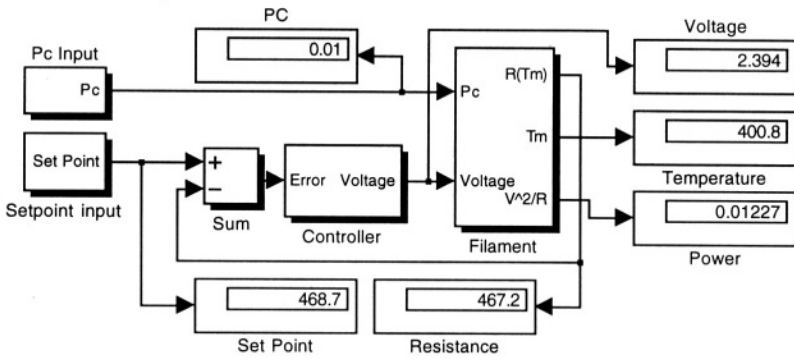 PC
0.01
Voltage
2.394
Pc Input
Pc
Pc
R(Tm)
Tm
400.8
Temperature
Set Point
Setpoint input
+
−
Sum
Error Voltage
Controller
Voltage
V^2/R
Filament
0.01227
Power
468.7
Set Point
467.2
Resistance